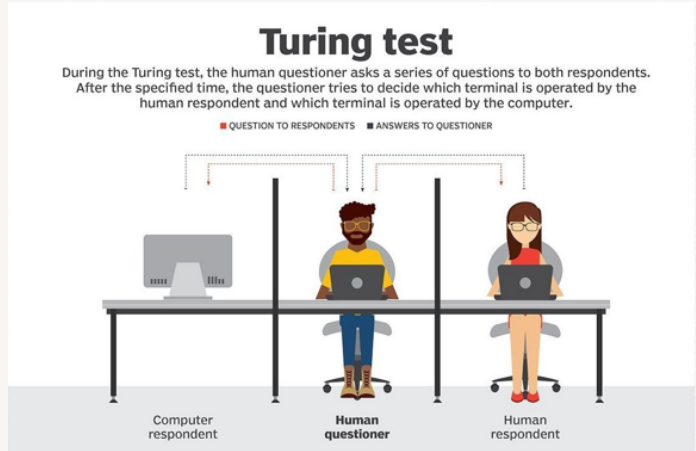 Turing test
During the Turing test, the human questioner asks a series of questions to both respondents.
After the specified time, the questioner tries to decide which terminal is operated by the
human respondent and which terminal is operated by the computer.
QUESTION TO RESPONDENTS ANSWERS TO QUESTIONER
Computer
respondent
Human
questioner
Human
respondent